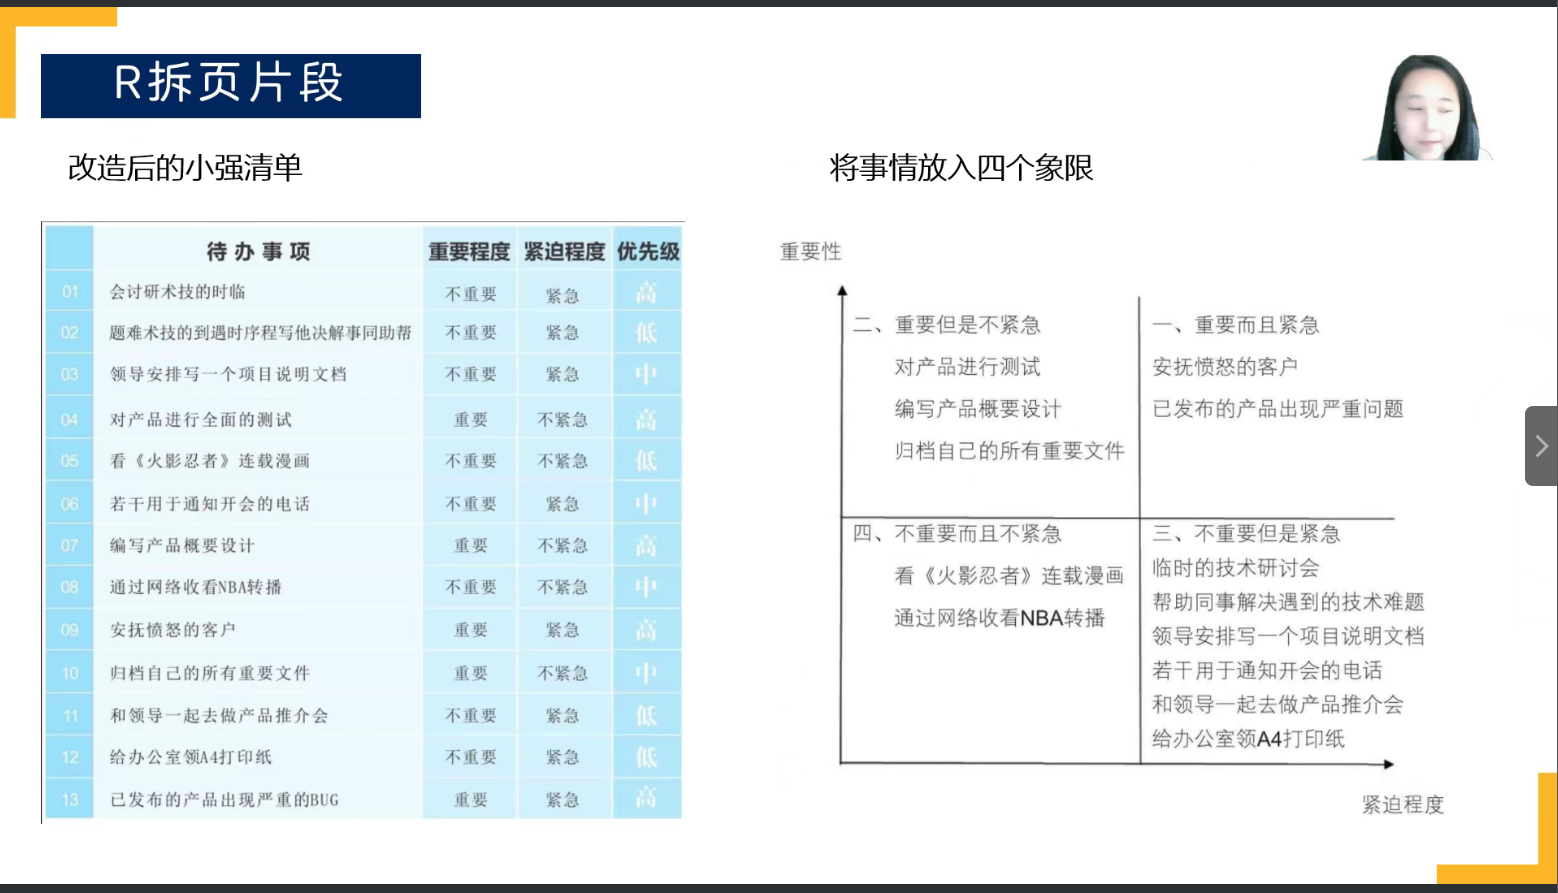 R拆页片段
改造后的小强清单
待办事项 重要程度 紧迫程度 优先级
01 会讨研术技的时临 不重要 紧急 高
02 题难术技的到遇时序程写他决解事同助帮 不重要 紧急 低
03 领导安排写一个项目说明文档 不重要 紧急 中
04 对产品进行全面的测试 重要 不紧急 高
05 看《火影忍者》连载漫画 不重要 不紧急 低
06 若干用于通知开会的电话 不重要 紧急 中
07 编写产品概要设计 重要 不紧急 高
08 通过网络收看NBA转播 不重要 不紧急 中
09 安抚愤怒的客户 重要 紧急 高
10 归档自己的所有重要文件 重要 不紧急 中
11 和领导一起去做产品推介会 不重要 紧急 低
12 给办公室领A4打印纸 不重要 紧急 低
13 已发布的产品出现严重的BUG 重要 紧急 高
将事情放入四个象限
重要性
二、重要但是不紧急
对产品进行测试
编写产品概要设计
归档自己的所有重要文件
一、重要而且紧急
安抚愤怒的客户
已发布的产品出现严重问题
四、不重要而且不紧急
看《火影忍者》连载漫画
通过网络收看NBA转播
三、不重要但是紧急
临时的技术研讨会
帮助同事解决遇到的技术难题
领导安排写一个项目说明文档
若干用于通知开会的电话
和领导一起去做产品推介会
给办公室领A4打印纸
紧迫程度